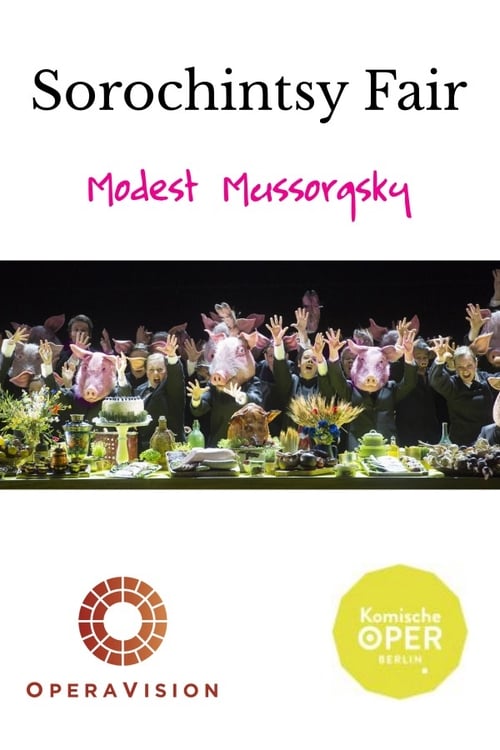 Sorochintsy Fair
Modest Mussorgsky
OPERAVISION
Komische
OPER
BERLIN